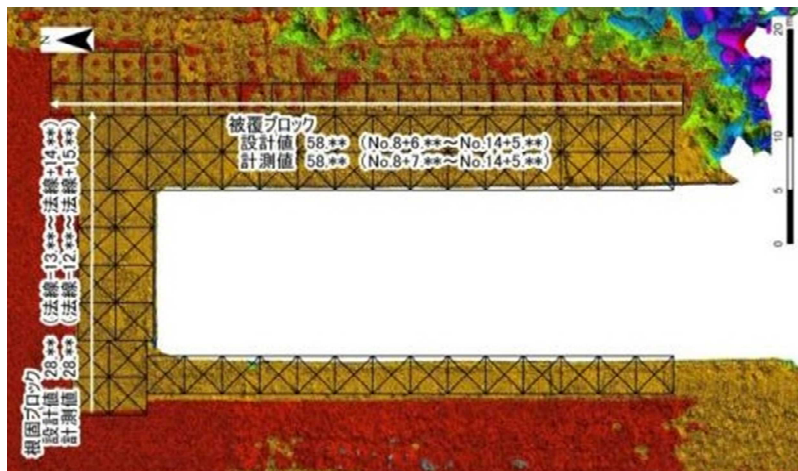 N
被覆ブロック
設計値 58.** (No.8+6.**~No.14+5.**)
計測値 58.** (No.8+7.**~No.14+5.**)
根固ブロック
設計値 28.** (法線-13.**~法線+14.**)
計測値 28.** (法線-12.**~法線+15.**)
20
m
10
5
0